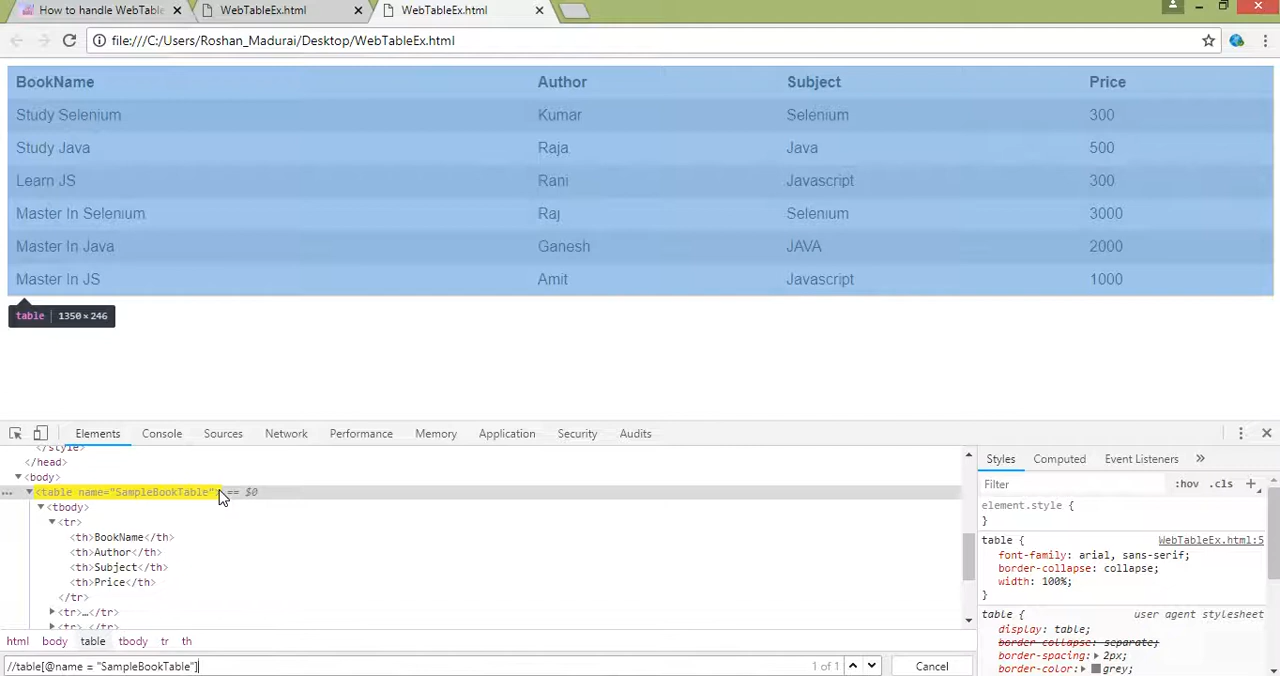 How to handle WebTable
WebTableEx.html
WebTableEx.html
file:///C:/Users/Roshan_Madurai/Desktop/WebTableEx.html
BookName Author Subject Price
Study Selenium Kumar Selenium 300
Study Java Raja Java 500
Learn JS Rani Javascript 300
Master In Selenium Raj Selenium 3000
Master In Java Ganesh JAVA 2000
Master In JS Amit Javascript 1000
table 1350×246
Elements Console Sources Network Performance Memory Application Security Audits
</style>
</head>
<body>
<table name="SampleBookTable"> == $0
<tbody>
<tr>
<th>BookName</th>
<th>Author</th>
<th>Subject</th>
<th>Price</th>
</tr>
<tr>…</tr>
html body table tbody tr th
//table[@name = "SampleBookTable"] 1 of 1 Cancel
Styles Computed Event Listeners »
Filter :hov .cls +
element.style {
}
table { WebTableEx.html:5
font-family: arial, sans-serif;
border-collapse: collapse;
width: 100%;
}
table { user agent stylesheet
display: table;
border-collapse: separate;
border-spacing: 2px;
border-color: grey;